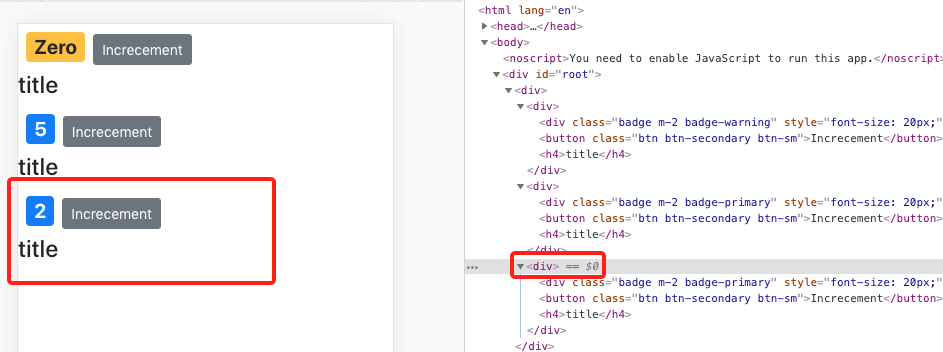 Zero Increcement
title
5 Increcement
title
2 Increcement
title
<html lang="en">
▶<head>…</head>
▼<body>
<noscript>You need to enable JavaScript to run this app.</noscript>
▼<div id="root">
▼<div>
▼<div>
<div class="badge m-2 badge-warning" style="font-size: 20px;"
<button class="btn btn-secondary btn-sm">Increcement</button>
<h4>title</h4>
</div>
▼<div>
<div class="badge m-2 badge-primary" style="font-size: 20px;"
<button class="btn btn-secondary btn-sm">Increcement</button>
<h4>title</h4>
</div>
… ▼<div> == $0
<div class="badge m-2 badge-primary" style="font-size: 20px;"
<button class="btn btn-secondary btn-sm">Increcement</button>
<h4>title</h4>
</div>
</div>